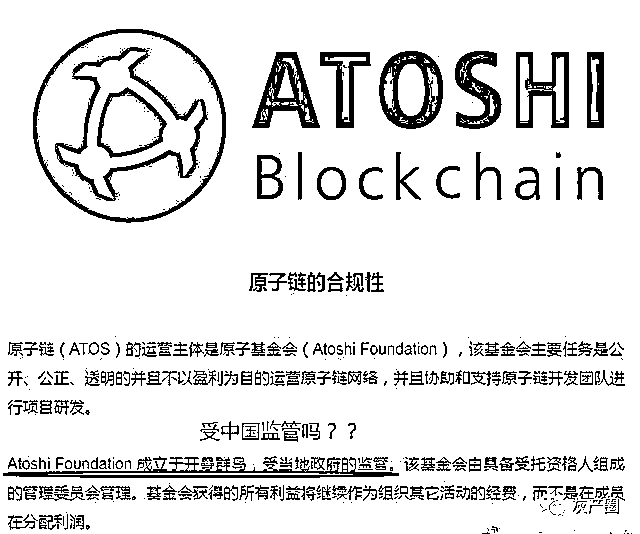 ATOSHI
Blockchain
原子链的合规性
原子链（ATOS）的运营主体是原子基金会（Atoshi Foundation），该基金会主要任务是公
开、公正、透明的并且不以盈利为目的运营原子链网络，并且协助和支持原子链开发团队进
行项目研发。
受中国监管吗？？
Atoshi Foundation 成立于开曼群岛，受当地政府的监管。该基金会由具备受托资格人组成
的管理委员会管理。基金会获得的所有利益将继续作为组织其它活动的经费，而不是在成员
在分配利润。
灰产圈